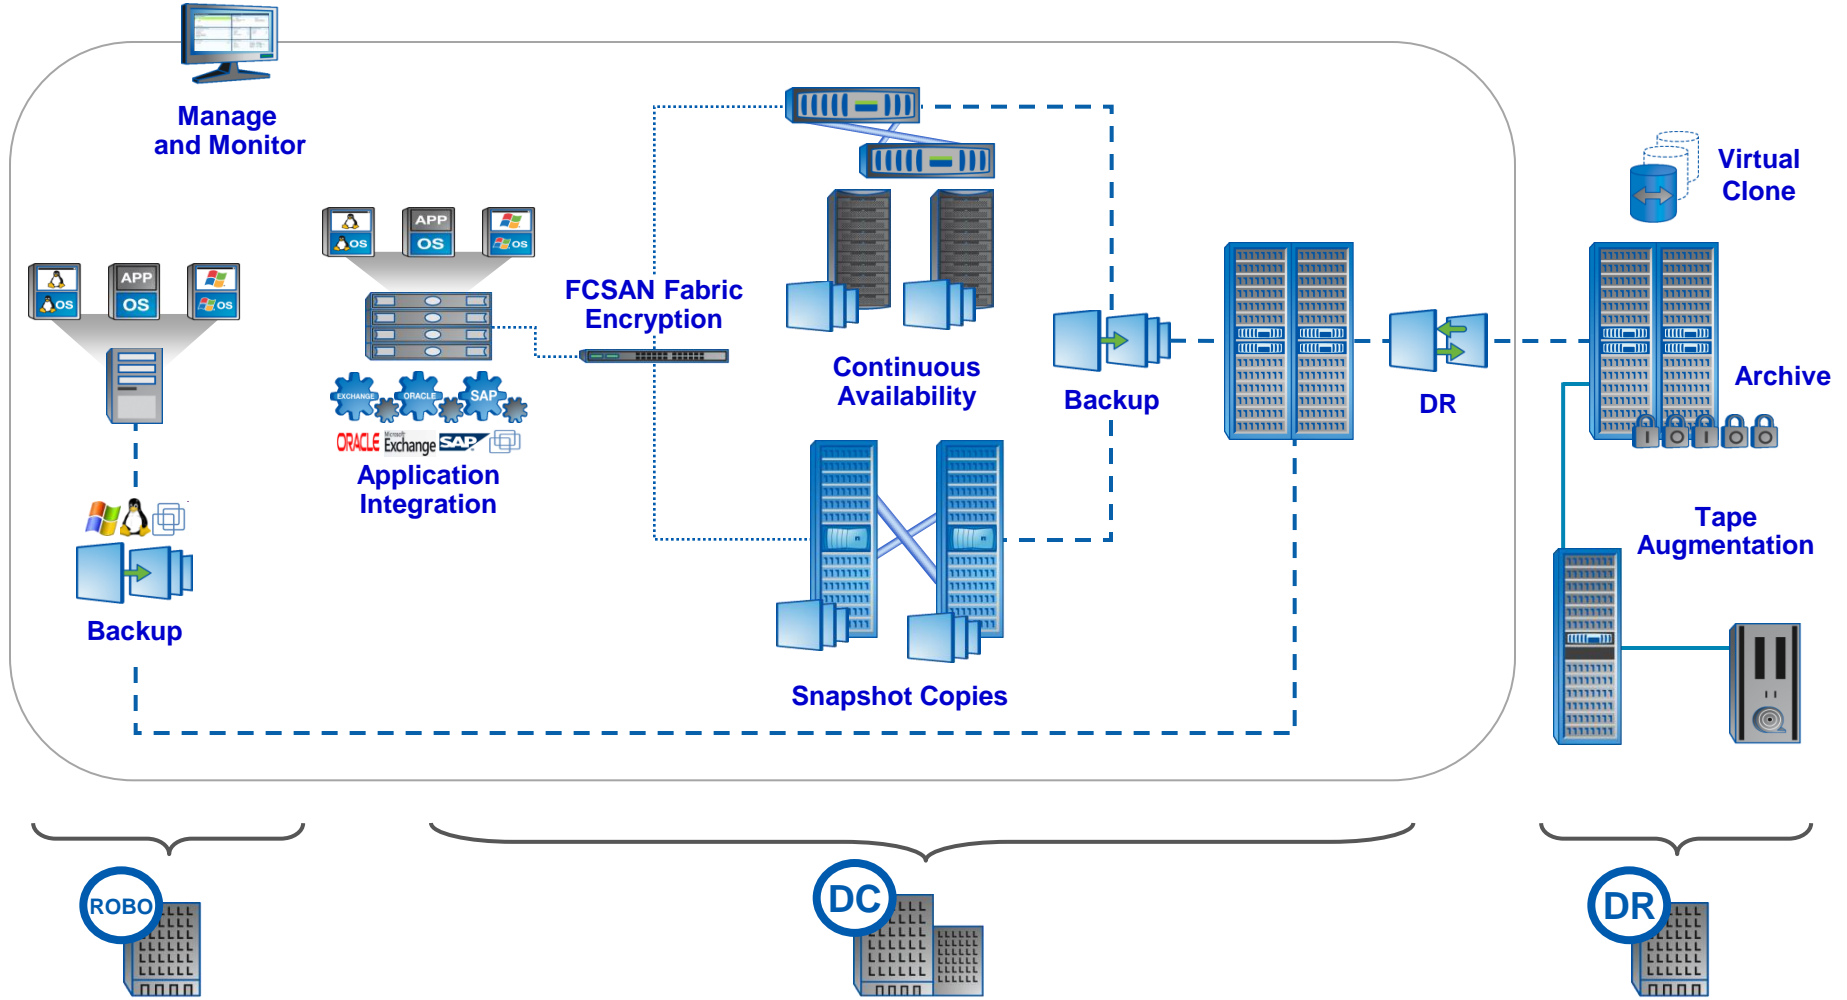 Manage
and Monitor
OS
APP
OS
OS
OS
APP
OS
OS
EXCHANGE
ORACLE
SAP
ORACLE
Microsoft
Exchange
SAP
Application
Integration
Backup
FCSAN Fabric
Encryption
Continuous
Availability
Snapshot Copies
Backup
DR
Virtual
Clone
Archive
I O I O O
Tape
Augmentation
ROBO
DC
DR